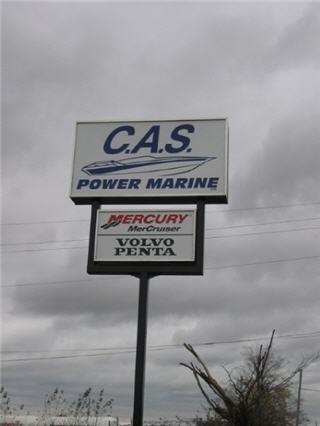 C.A.S.
POWER MARINE
MERCURY
MerCruiser
VOLVO
PENTA